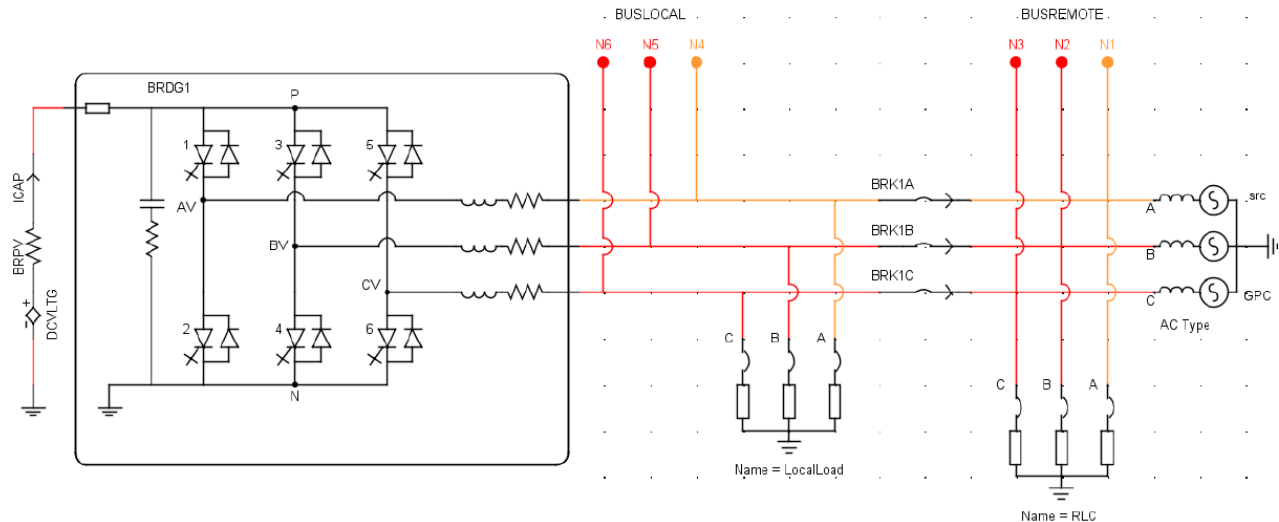 BUSLOCAL
BUSREMOTE
N6
N5
N4
N3
N2
N1
BRDG1
P
1
3
5
ICAP
BRPV
+
-
DCVLTG
AV
BV
CV
2
4
6
N
BRK1A
BRK1B
BRK1C
A
B
C
src
GPC
AC Type
C
B
A
Name = LocalLoad
C
B
A
Name = RLC